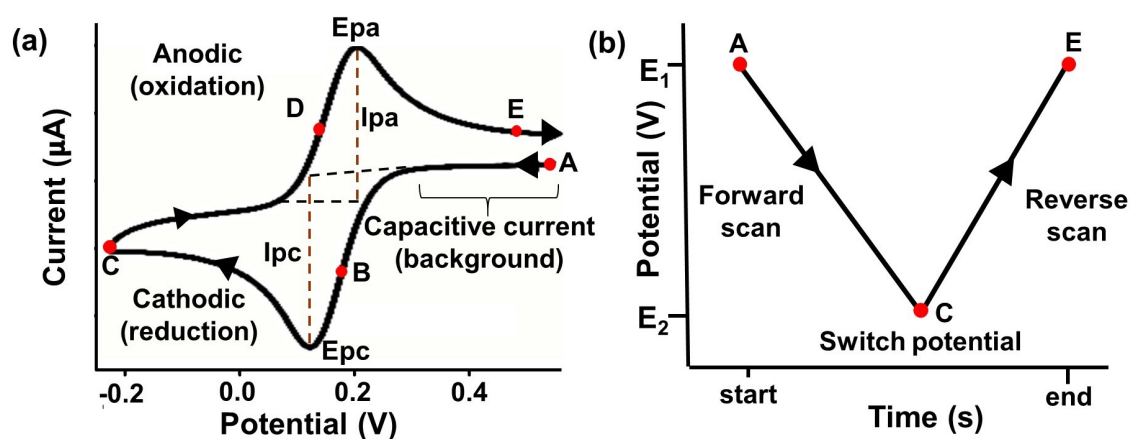 (a)
Anodic
(oxidation)
Epa
D
Ipa
E
A
Capacitive current
(background)
Ipc
B
C
Cathodic
(reduction)
Epc
Current (μA)
-0.2
0.0
0.2
0.4
Potential (V)
(b)
A
E
E₁
Forward
scan
Reverse
scan
E₂
C
Switch potential
Potential (V)
start
end
Time (s)